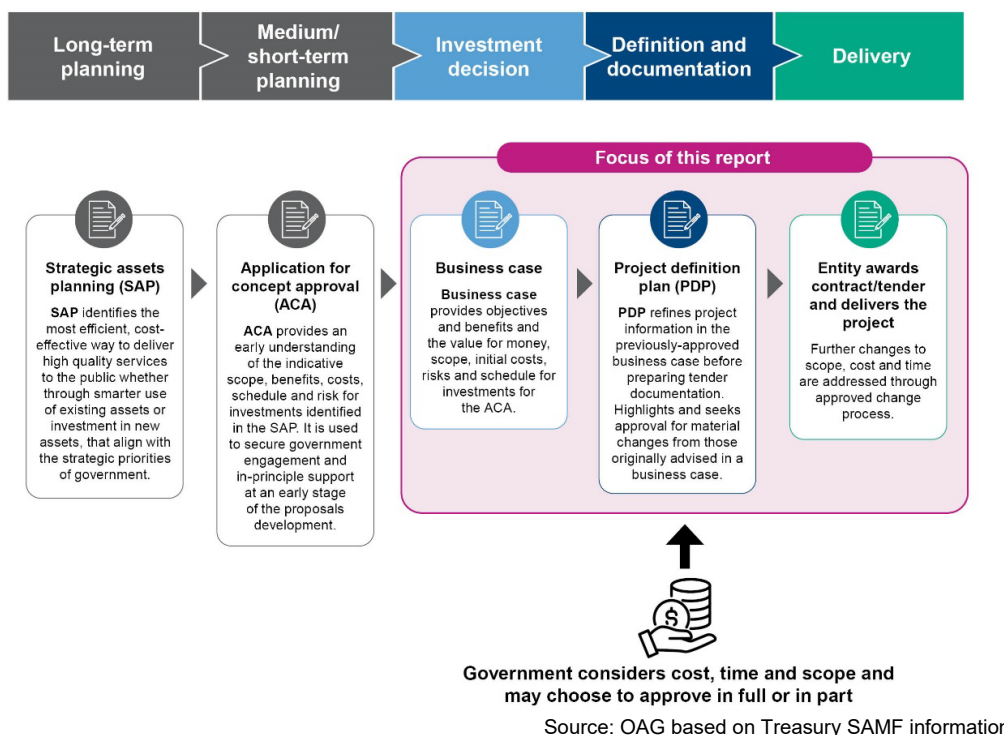 Long-term
planning
Medium/
short-term
planning
Investment
decision
Definition and
documentation
Delivery
Focus of this report
Strategic assets
planning (SAP)
SAP identifies the
most efficient, cost-
effective way to deliver
high quality services
to the public whether
through smarter use
of existing assets or
investment in new
assets, that align with
the strategic priorities
of government.
Application for
concept approval
(ACA)
ACA provides an
early understanding
of the indicative
scope, benefits, costs,
schedule and risk for
investments identified
in the SAP. It is used
to secure government
engagement and
in-principle support
at an early stage
of the proposals
development.
Business case
Business case
provides objectives
and benefits and
the value for money,
scope, initial costs,
risks and schedule for
investments for
the ACA.
Project definition
plan (PDP)
PDP refines project
information in the
previously-approved
business case before
preparing tender
documentation.
Highlights and seeks
approval for material
changes from those
originally advised in a
business case.
Entity awards
contract/tender
and delivers the
project
Further changes to
scope, cost and time
are addressed through
approved change
process.
$
Government considers cost, time and scope and
may choose to approve in full or in part
Source: OAG based on Treasury SAMF information